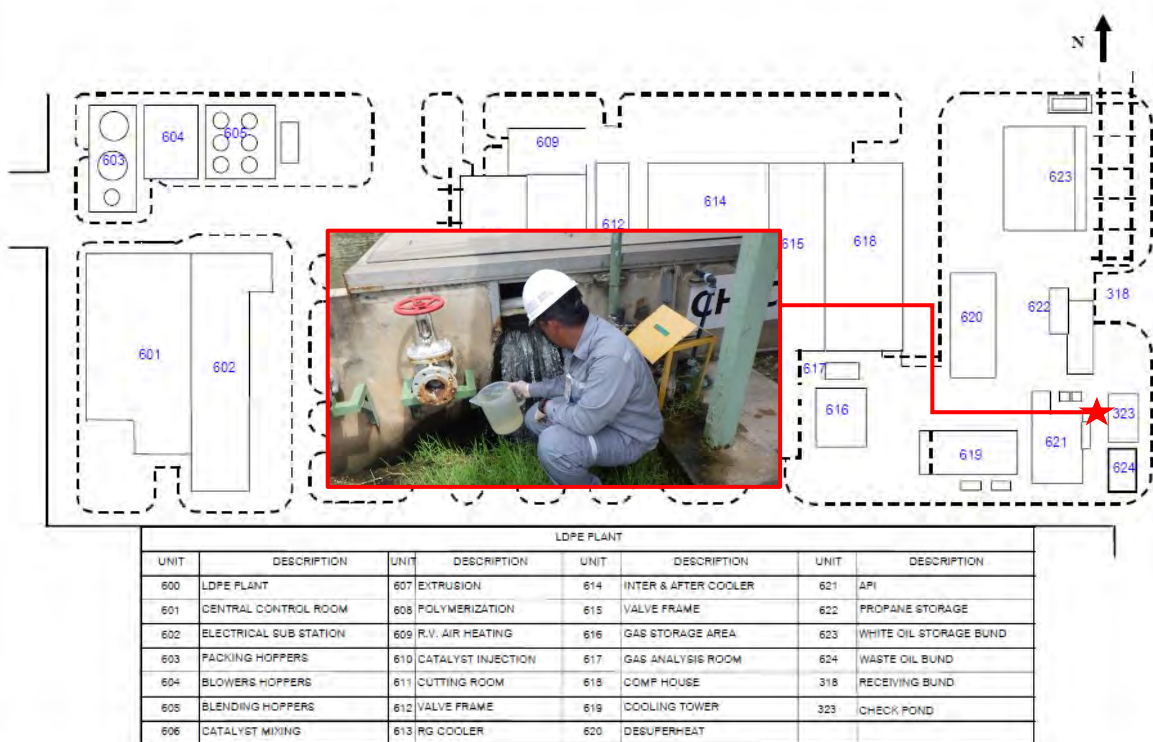 N
604
605
603
609
614
612
615
618
623
318
622
620
601
602
617
616
323
621
619
624
CH
LDPE PLANT
UNIT DESCRIPTION UNIT DESCRIPTION UNIT DESCRIPTION UNIT DESCRIPTION
600 LDPE PLANT 607 EXTRUSION 614 INTER & AFTER COOLER 621 API
601 CENTRAL CONTROL ROOM 608 POLYMERIZATION 615 VALVE FRAME 622 PROPANE STORAGE
602 ELECTRICAL SUB STATION 609 R.V. AIR HEATING 616 GAS STORAGE AREA 623 WHITE OIL STORAGE BUND
603 PACKING HOPPERS 610 CATALYST INJECTION 617 GAS ANALYSIS ROOM 624 WASTE OIL BUND
604 BLOWERS HOPPERS 611 CUTTING ROOM 618 COMP HOUSE 318 RECEIVING BUND
605 BLENDING HOPPERS 612 VALVE FRAME 619 COOLING TOWER 323 CHECK POND
606 CATALYST MIXING 613 RG COOLER 620 DESUPERHEAT